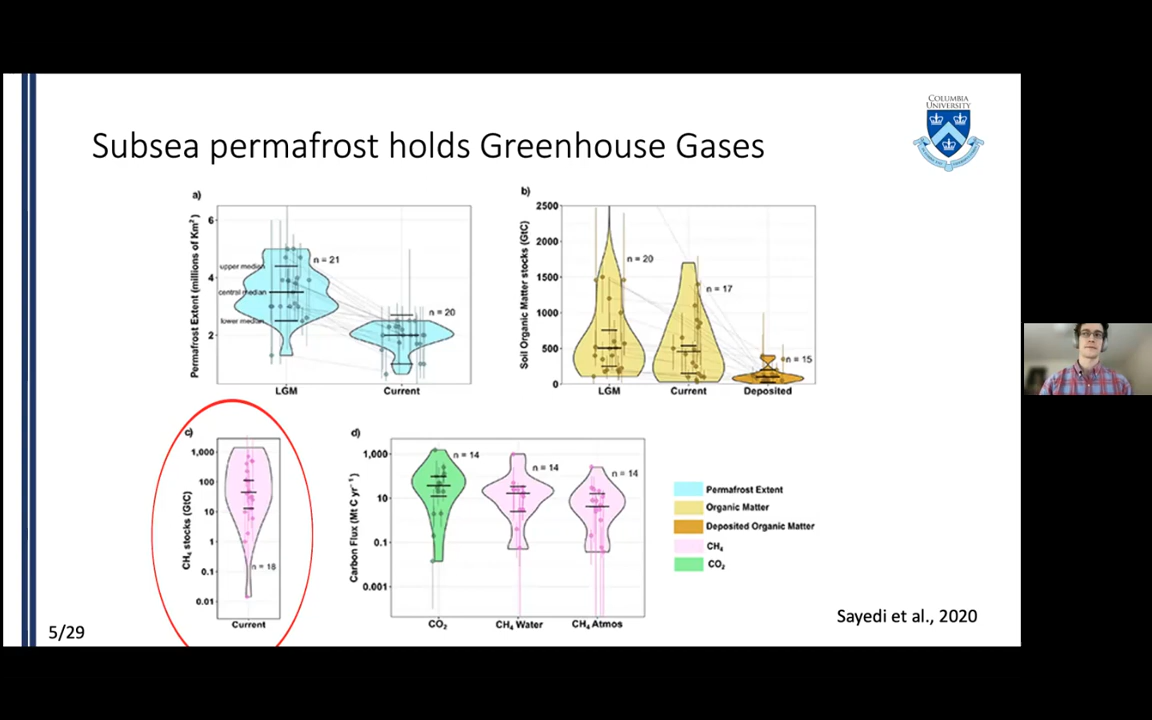 COLUMBIA
UNIVERSITY
Subsea permafrost holds Greenhouse Gases
a)
Permafrost Extent (millions of Km²)
6
4
2
upper median
central median
lower median
n = 21
n = 20
LGM
Current
b)
Soil Organic Matter stocks (GtC)
2500
2000
1500
1000
500
0
n = 20
n = 17
n = 15
LGM
Current
Deposited
c)
CH₄ stocks (GtC)
1,000
100
10
1
0.1
0.01
n = 18
Current
d)
Carbon Flux (Mt C yr⁻¹)
1,000
10
0.1
0.001
n = 14
n = 14
n = 14
CO₂
CH₄ Water
CH₄ Atmos
Permafrost Extent
Organic Matter
Deposited Organic Matter
CH₄
CO₂
Sayedi et al., 2020
5/29